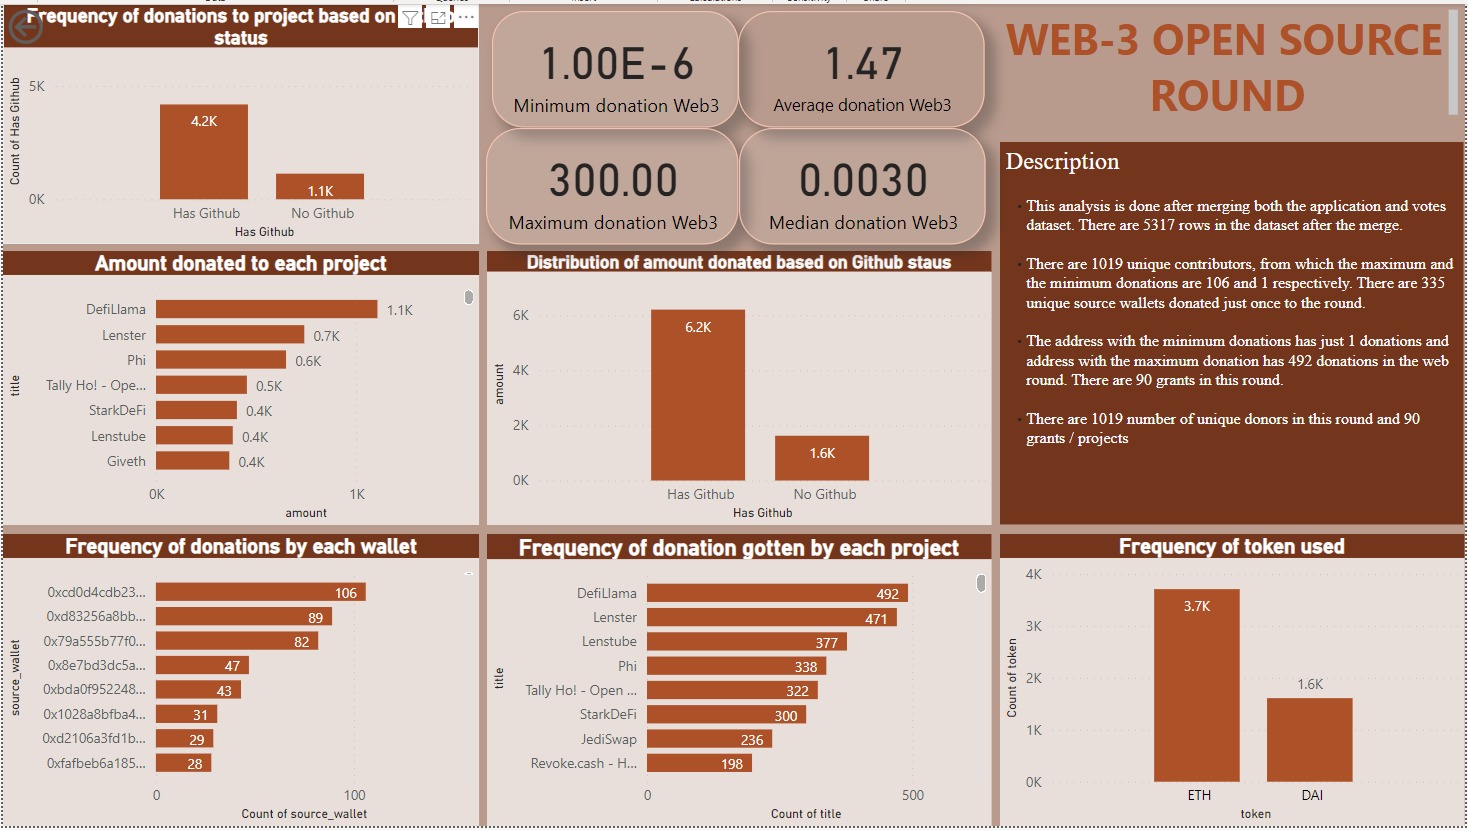 Frequency of donations to project based on
status
Count of Has Github
5K
0K
4.2K
1.1K
Has Github
No Github
Has Github
1.00E-6
Minimum donation Web3
1.47
Average donation Web3
300.00
Maximum donation Web3
0.0030
Median donation Web3
WEB-3 OPEN SOURCE
ROUND
Description
• This analysis is done after merging both the application and votes
dataset. There are 5317 rows in the dataset after the merge.
• There are 1019 unique contributors, from which the maximum and
the minimum donations are 106 and 1 respectively. There are 335
unique source wallets donated just once to the round.
• The address with the minimum donations has just 1 donations and
address with the maximum donation has 492 donations in the web
round. There are 90 grants in this round.
• There are 1019 number of unique donors in this round and 90
grants / projects
Amount donated to each project
title
DefiLlama 1.1K
Lenster 0.7K
Phi 0.6K
Tally Ho! - Ope... 0.5K
StarkDeFi 0.4K
Lenstube 0.4K
Giveth 0.4K
0K 1K
amount
Distribution of amount donated based on Github staus
amount
6K
4K
2K
0K
6.2K
1.6K
Has Github
No Github
Has Github
Frequency of donations by each wallet
source_wallet
0xcd0d4cdb23... 106
0xd83256a8bb... 89
0x79a555b77f0... 82
0x8e7bd3dc5a... 47
0xbda0f952248... 43
0x1028a8bfba4... 31
0xd2106a3fd1b... 29
0xfafbeb6a185... 28
0 100
Count of source_wallet
Frequency of donation gotten by each project
title
DefiLlama 492
Lenster 471
Lenstube 377
Phi 338
Tally Ho! - Open ... 322
StarkDeFi 300
JediSwap 236
Revoke.cash - H... 198
0 500
Count of title
Frequency of token used
Count of token
4K
3K
2K
1K
0K
3.7K
1.6K
ETH
DAI
token